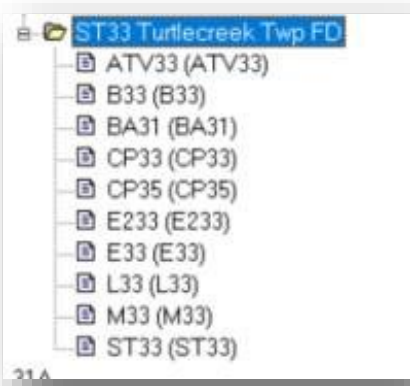 ST33 Turtlecreek Twp FD
ATV33 (ATV33)
B33 (B33)
BA31 (BA31)
CP33 (CP33)
CP35 (CP35)
E233 (E233)
E33 (E33)
L33 (L33)
M33 (M33)
ST33 (ST33)